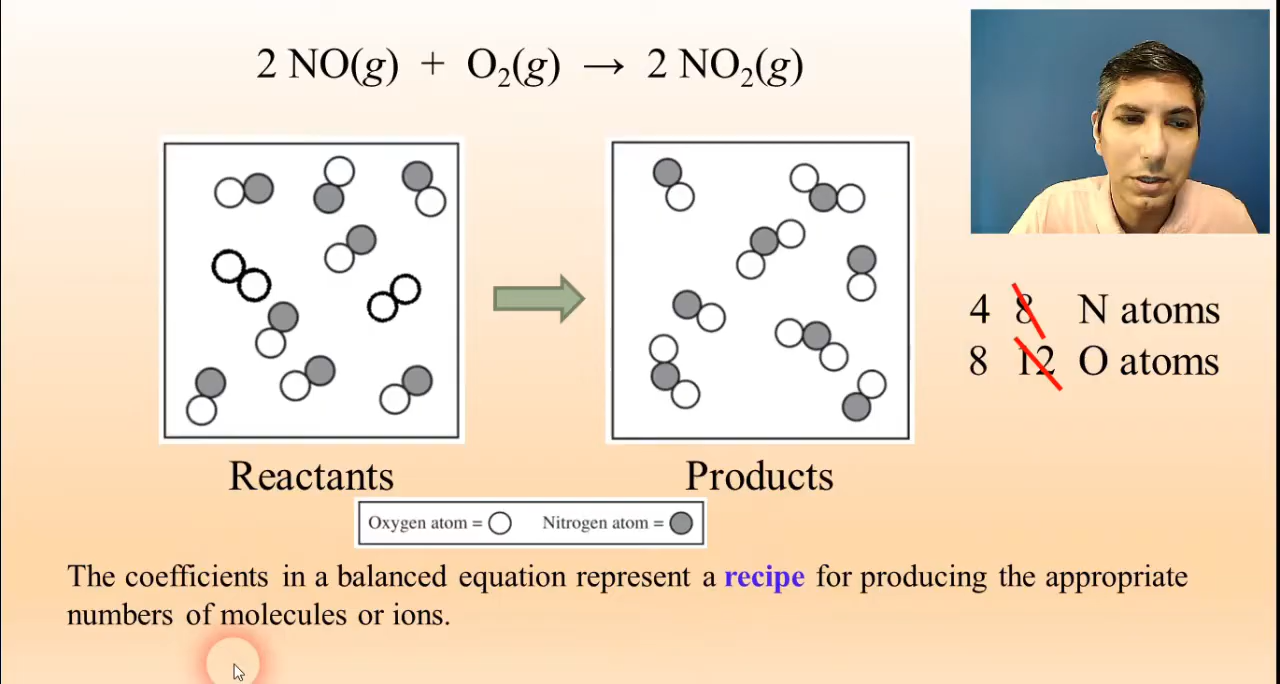 2 NO(g) + O₂(g) → 2 NO₂(g)
4 8 N atoms
8 12 O atoms
Reactants
Products
Oxygen atom = Nitrogen atom =
The coefficients in a balanced equation represent a recipe for producing the appropriate
numbers of molecules or ions.